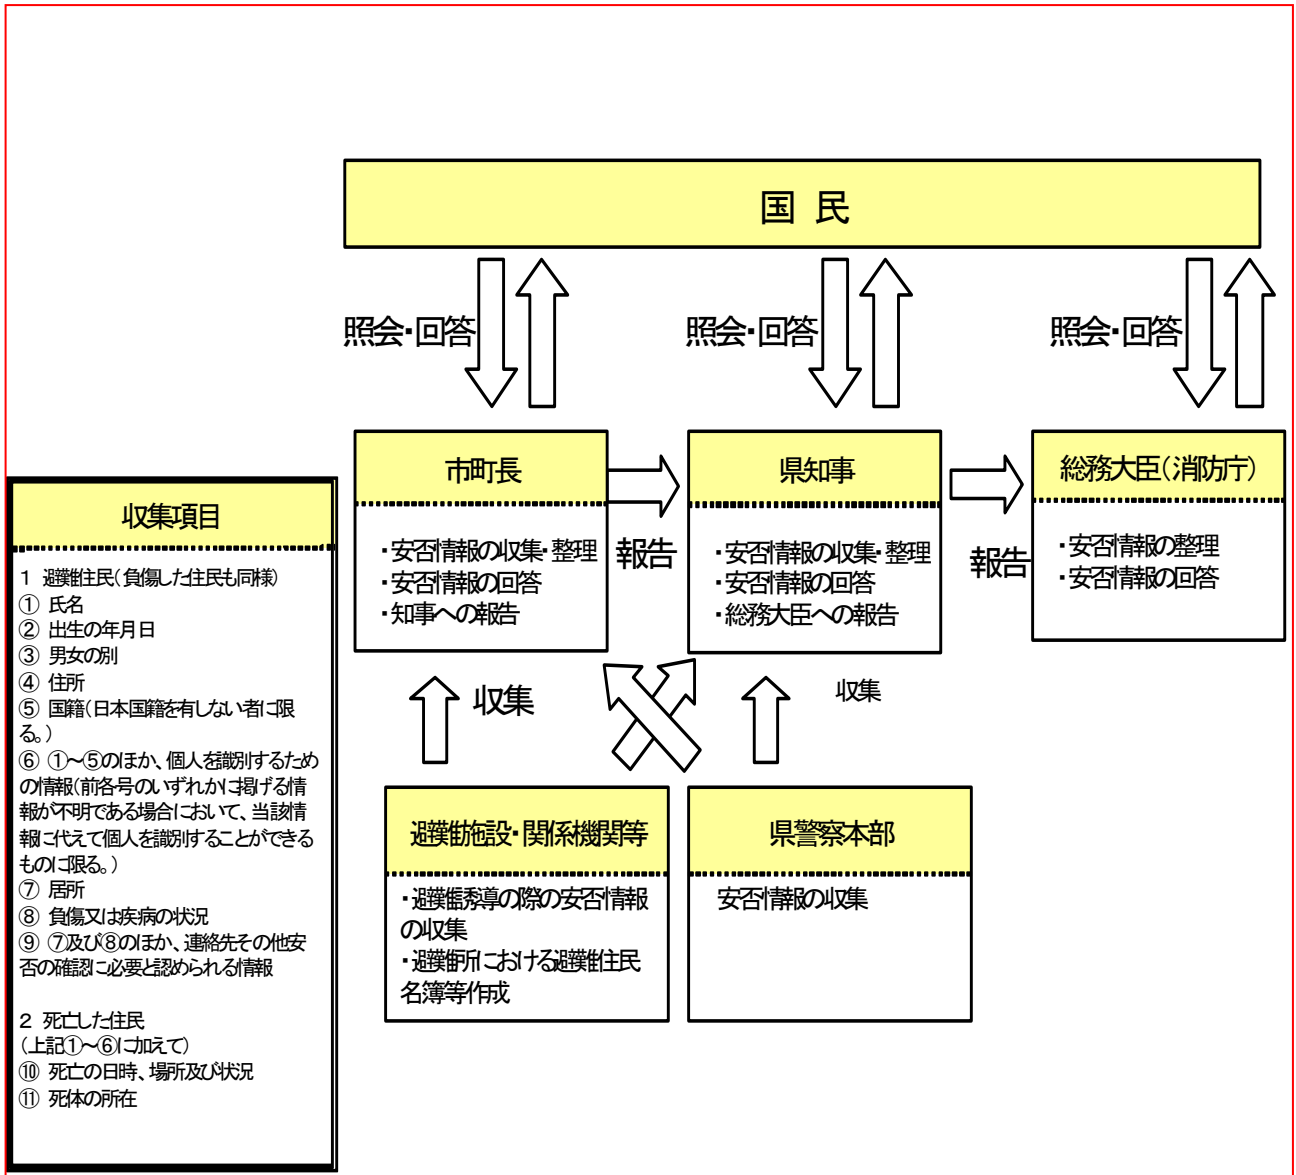 国 民
照会・回答
照会・回答
照会・回答
市町長
・安否情報の収集・整理
・安否情報の回答
・知事への報告
報告
県知事
・安否情報の収集・整理
・安否情報の回答
・総務大臣への報告
報告
総務大臣(消防庁)
・安否情報の整理
・安否情報の回答
収集
収集
避難施設・関係機関等
・避難誘導の際の安否情報
の収集
・避難所における避難住民
名簿等作成
県警察本部
安否情報の収集
収集項目
1 避難住民(負傷した住民も同様)
① 氏名
② 出生の年月日
③ 男女の別
④ 住所
⑤ 国籍(日本国籍を有しない者に限
る。)
⑥ ①~⑤のほか、個人を識別するため
の情報(前各号のいずれかに掲げる情
報が不明である場合において、当該情
報に代えて個人を識別することができる
ものに限る。)
⑦ 居所
⑧ 負傷又は疾病の状況
⑨ ⑦及び⑧のほか、連絡先その他安
否の確認に必要と認められる情報
2 死亡した住民
(上記①~⑥に加えて)
⑩ 死亡の日時、場所及び状況
⑪ 死体の所在